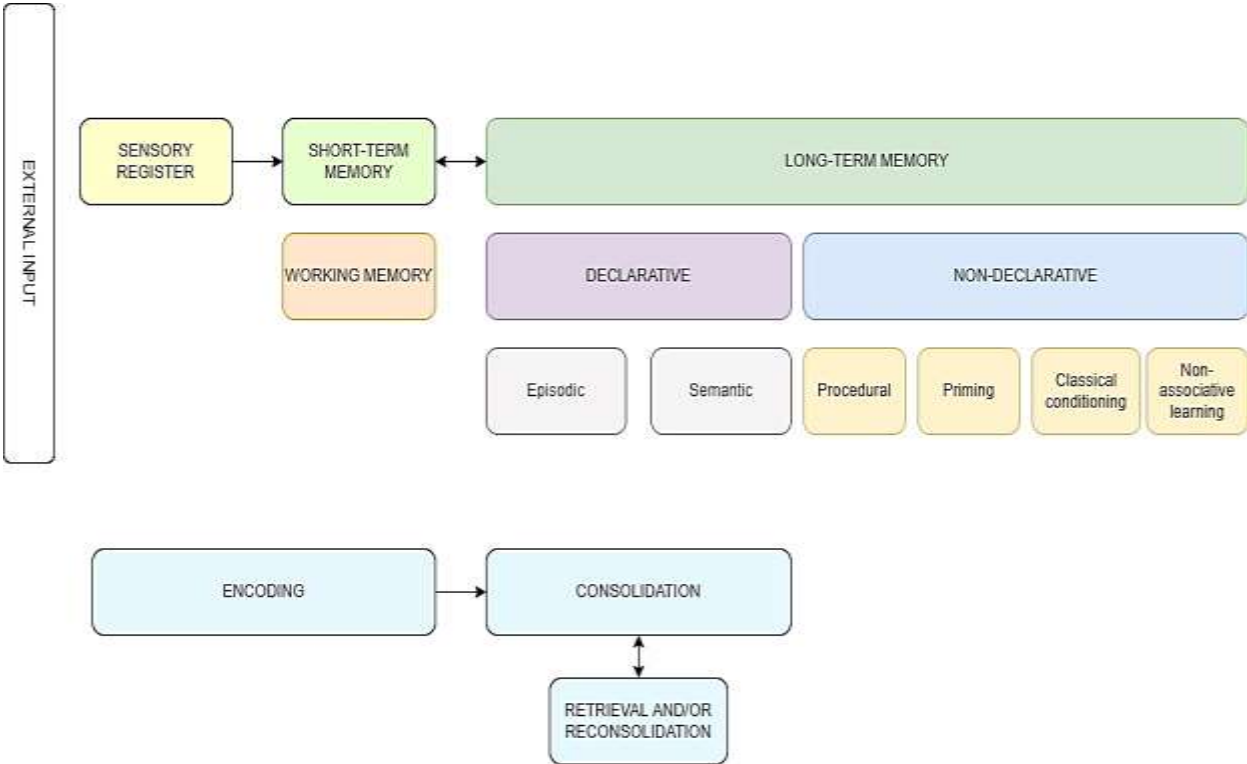 EXTERNAL INPUT
SENSORY
REGISTER
SHORT-TERM
MEMORY
LONG-TERM MEMORY
WORKING MEMORY
DECLARATIVE
NON-DECLARATIVE
Episodic
Semantic
Procedural
Priming
Classical
conditioning
Non-
associative
learning
ENCODING
CONSOLIDATION
RETRIEVAL AND/OR
RECONSOLIDATION